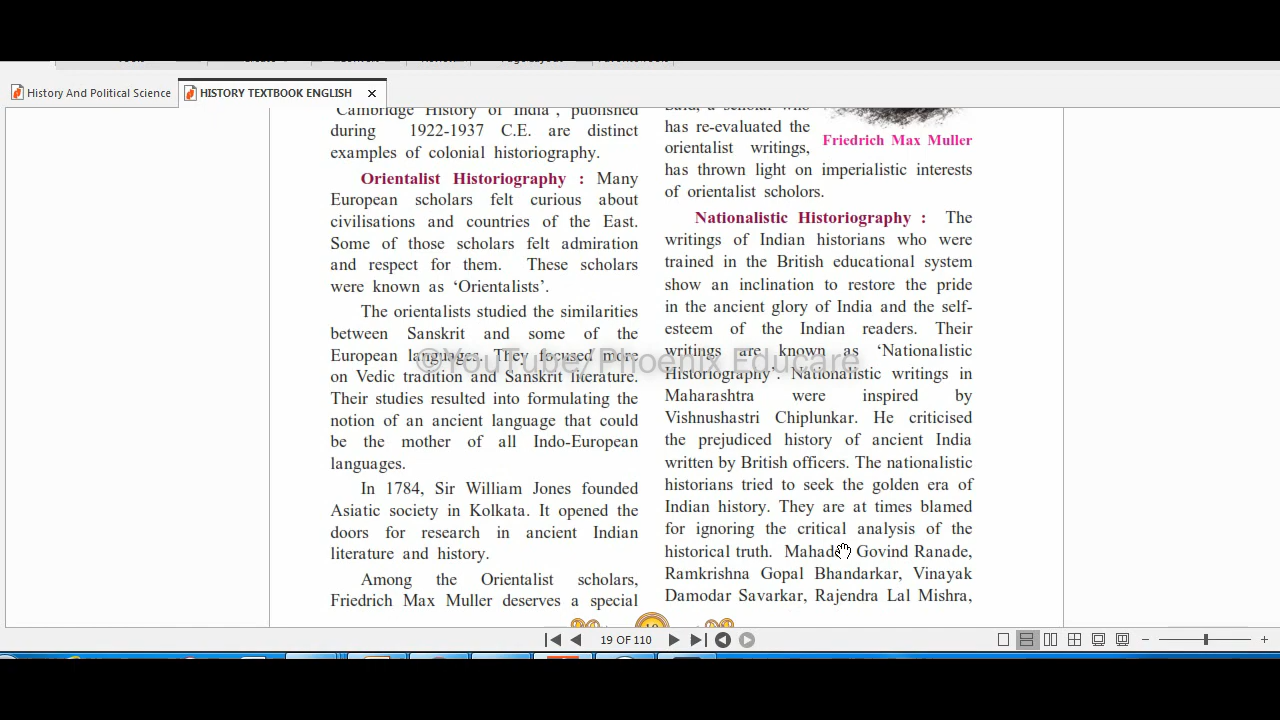 History And Political Science
HISTORY TEXTBOOK ENGLISH
Cambridge History of India', published
during 1922-1937 C.E. are distinct
examples of colonial historiography.
Orientalist Historiography : Many
European scholars felt curious about
civilisations and countries of the East.
Some of those scholars felt admiration
and respect for them. These scholars
were known as 'Orientalists'.
The orientalists studied the similarities
between Sanskrit and some of the
European languages. They focused more
on Vedic tradition and Sanskrit literature.
Their studies resulted into formulating the
notion of an ancient language that could
be the mother of all Indo-European
languages.
In 1784, Sir William Jones founded
Asiatic society in Kolkata. It opened the
doors for research in ancient Indian
literature and history.
Among the Orientalist scholars,
Friedrich Max Muller deserves a special
Said, a scholar who
has re-evaluated the
orientalist writings,
Friedrich Max Muller
has thrown light on imperialistic interests
of orientalist scholors.
Nationalistic Historiography : The
writings of Indian historians who were
trained in the British educational system
show an inclination to restore the pride
in the ancient glory of India and the self-
esteem of the Indian readers. Their
writings are known as 'Nationalistic
Historiography'. Nationalistic writings in
Maharashtra were inspired by
Vishnushastri Chiplunkar. He criticised
the prejudiced history of ancient India
written by British officers. The nationalistic
historians tried to seek the golden era of
Indian history. They are at times blamed
for ignoring the critical analysis of the
historical truth. Mahadev Govind Ranade,
Ramkrishna Gopal Bhandarkar, Vinayak
Damodar Savarkar, Rajendra Lal Mishra,
©YouTube/Phoenix Educare
19 OF 110